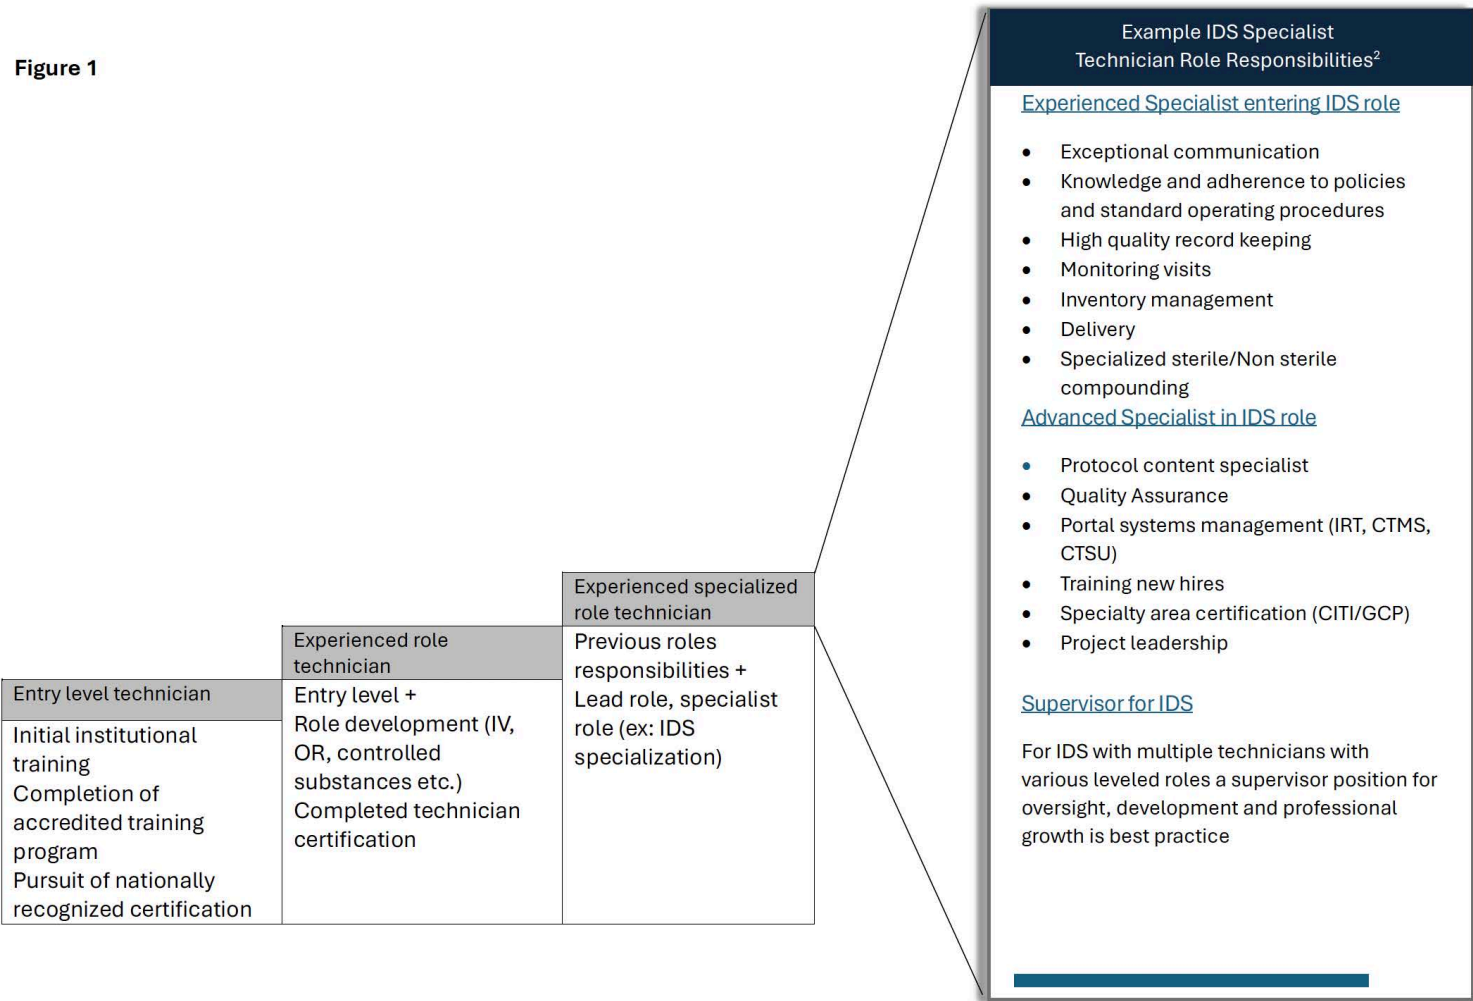 Figure 1
Entry level technician
Initial institutional
training
Completion of
accredited training
program
Pursuit of nationally
recognized certification
Experienced role
technician
Entry level +
Role development (IV,
OR, controlled
substances etc.)
Completed technician
certification
Experienced specialized
role technician
Previous roles
responsibilities +
Lead role, specialist
role (ex: IDS
specialization)
Example IDS Specialist
Technician Role Responsibilities²
Experienced Specialist entering IDS role
• Exceptional communication
• Knowledge and adherence to policies
and standard operating procedures
• High quality record keeping
• Monitoring visits
• Inventory management
• Delivery
• Specialized sterile/Non sterile
compounding
Advanced Specialist in IDS role
• Protocol content specialist
• Quality Assurance
• Portal systems management (IRT, CTMS,
CTSU)
• Training new hires
• Specialty area certification (CITI/GCP)
• Project leadership
Supervisor for IDS
For IDS with multiple technicians with
various leveled roles a supervisor position for
oversight, development and professional
growth is best practice